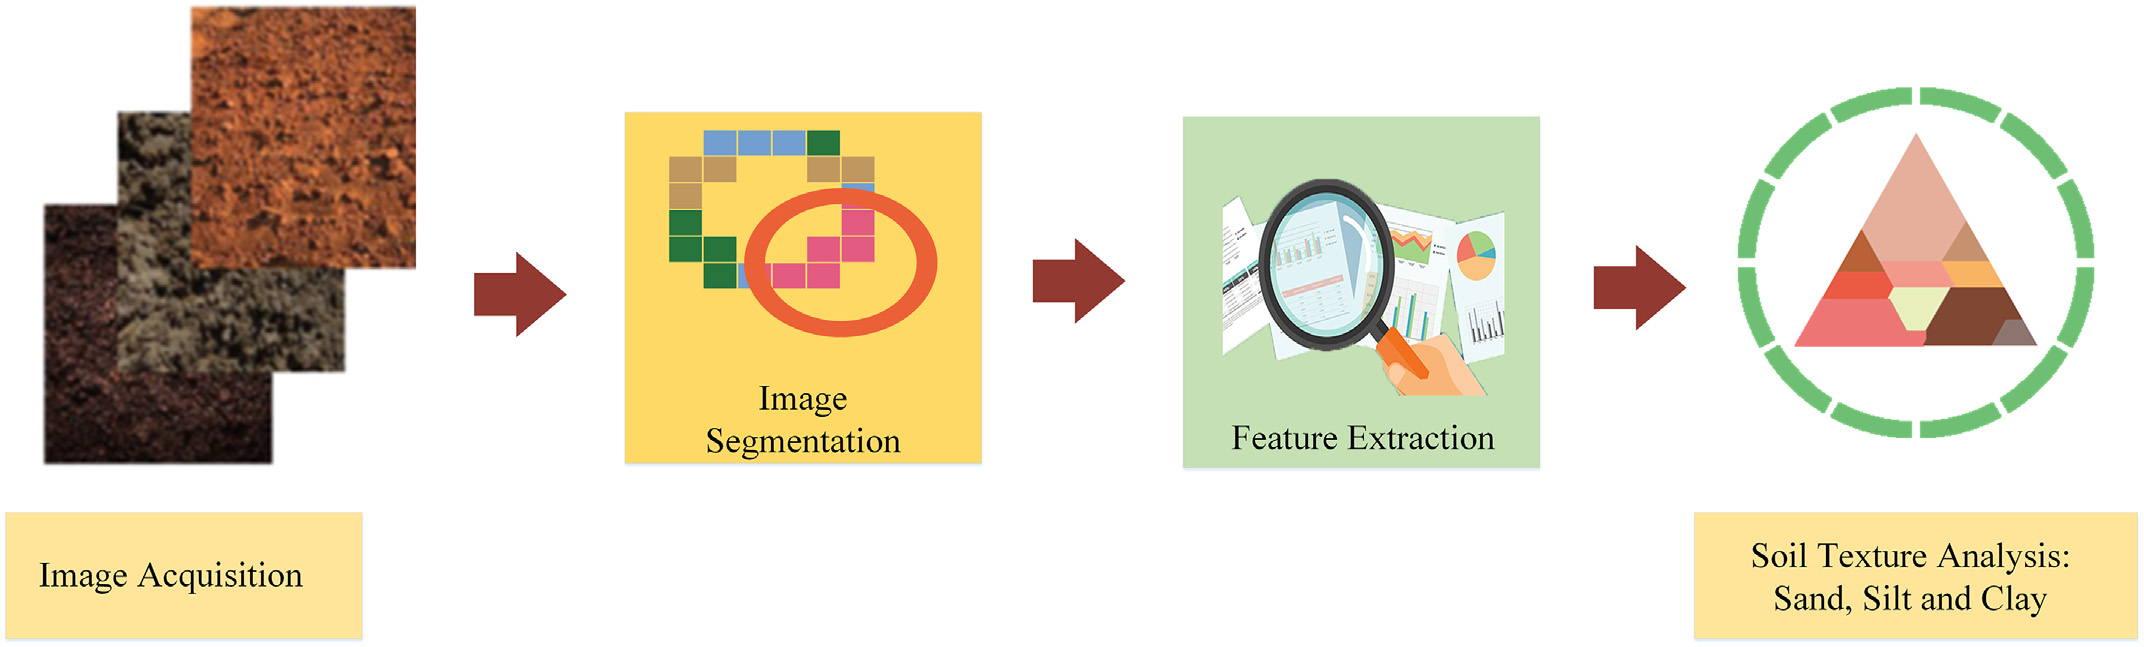 Image
Segmentation
Feature Extraction
Image Acquisition
Soil Texture Analysis:
Sand, Silt and Clay